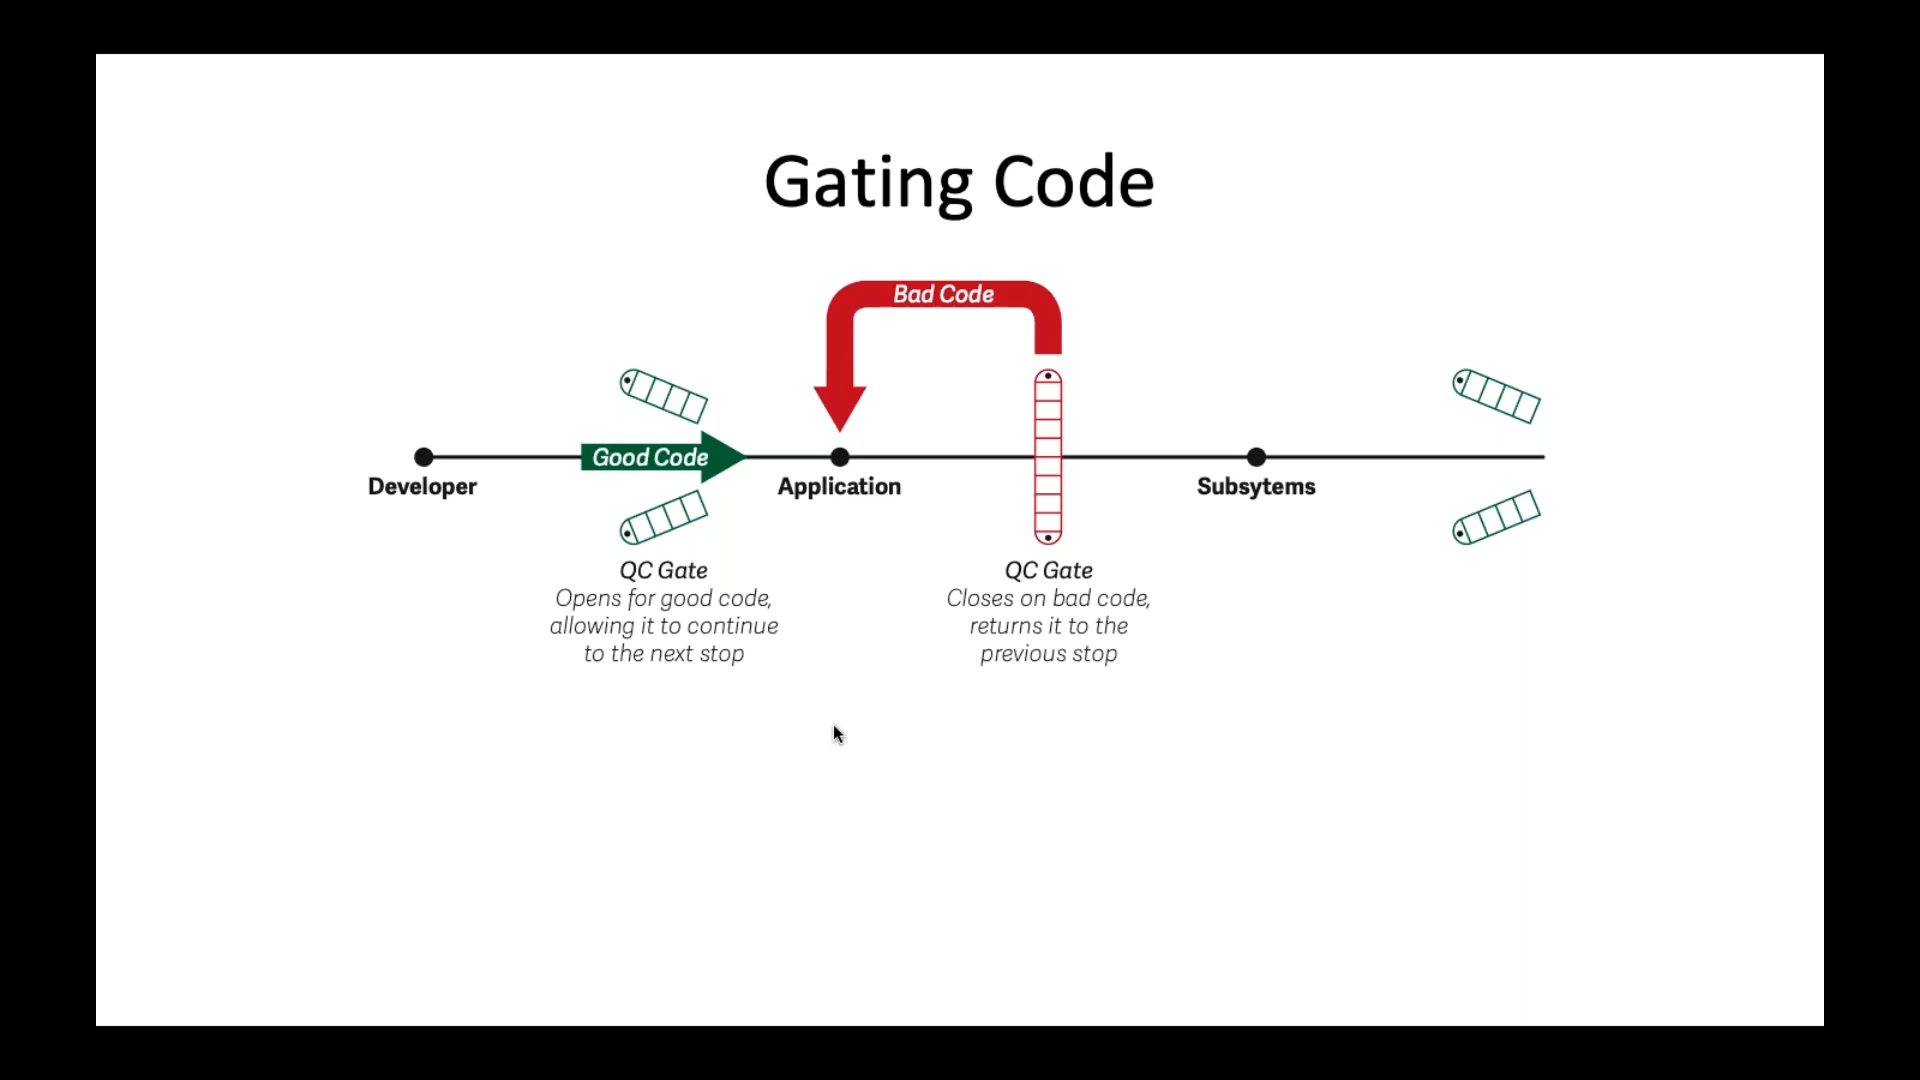 Gating Code
Bad Code
Good Code
Developer
Application
Subsytems
QC Gate
Opens for good code,
allowing it to continue
to the next stop
QC Gate
Closes on bad code,
returns it to the
previous stop